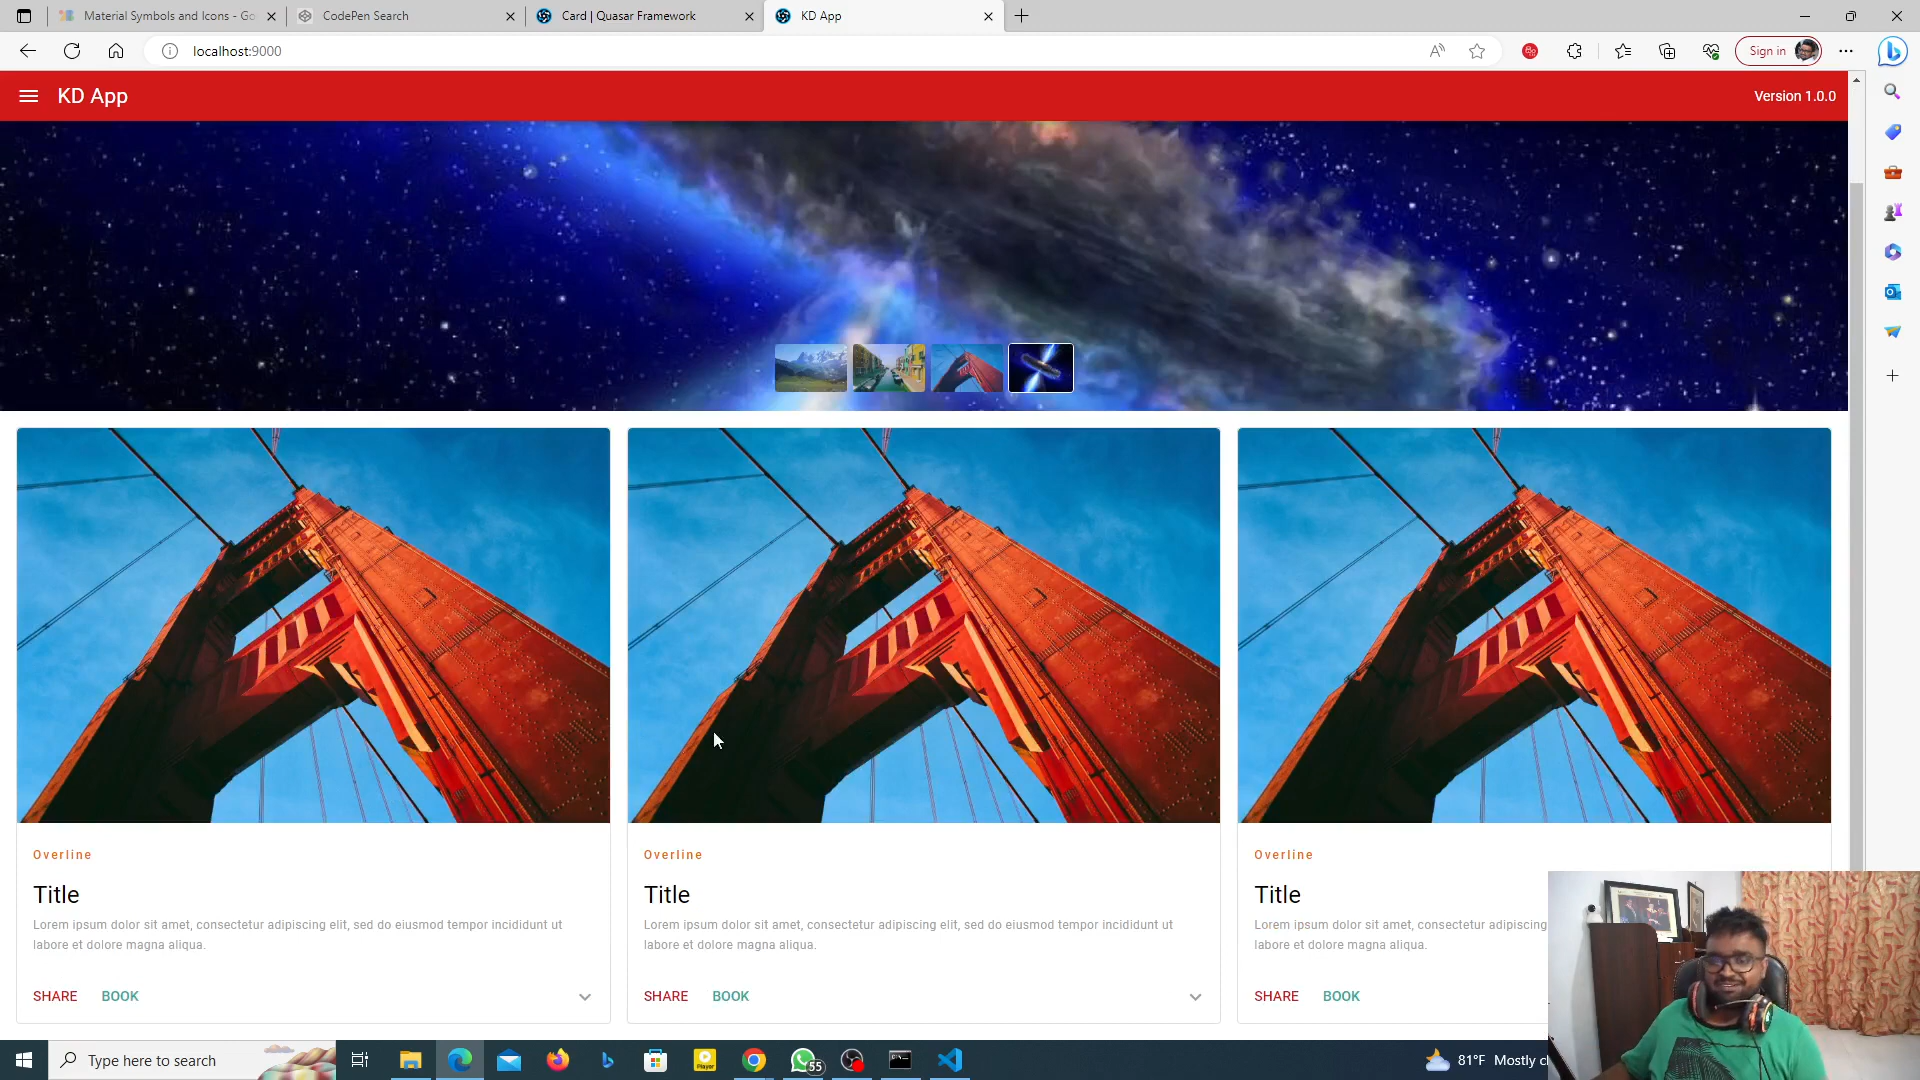 Material Symbols and Icons - Go
CodePen Search
Card | Quasar Framework
KD App
localhost:9000
Sign in
KD App
Version 1.0.0
Overline
Title
Lorem ipsum dolor sit amet, consectetur adipiscing elit, sed do eiusmod tempor incididunt ut
labore et dolore magna aliqua.
SHARE BOOK
Overline
Title
Lorem ipsum dolor sit amet, consectetur adipiscing elit, sed do eiusmod tempor incididunt ut
labore et dolore magna aliqua.
SHARE BOOK
Overline
Title
Lorem ipsum dolor sit amet, consectetur adipiscing
labore et dolore magna aliqua.
SHARE BOOK
Type here to search
Player
55
81°F Mostly cl